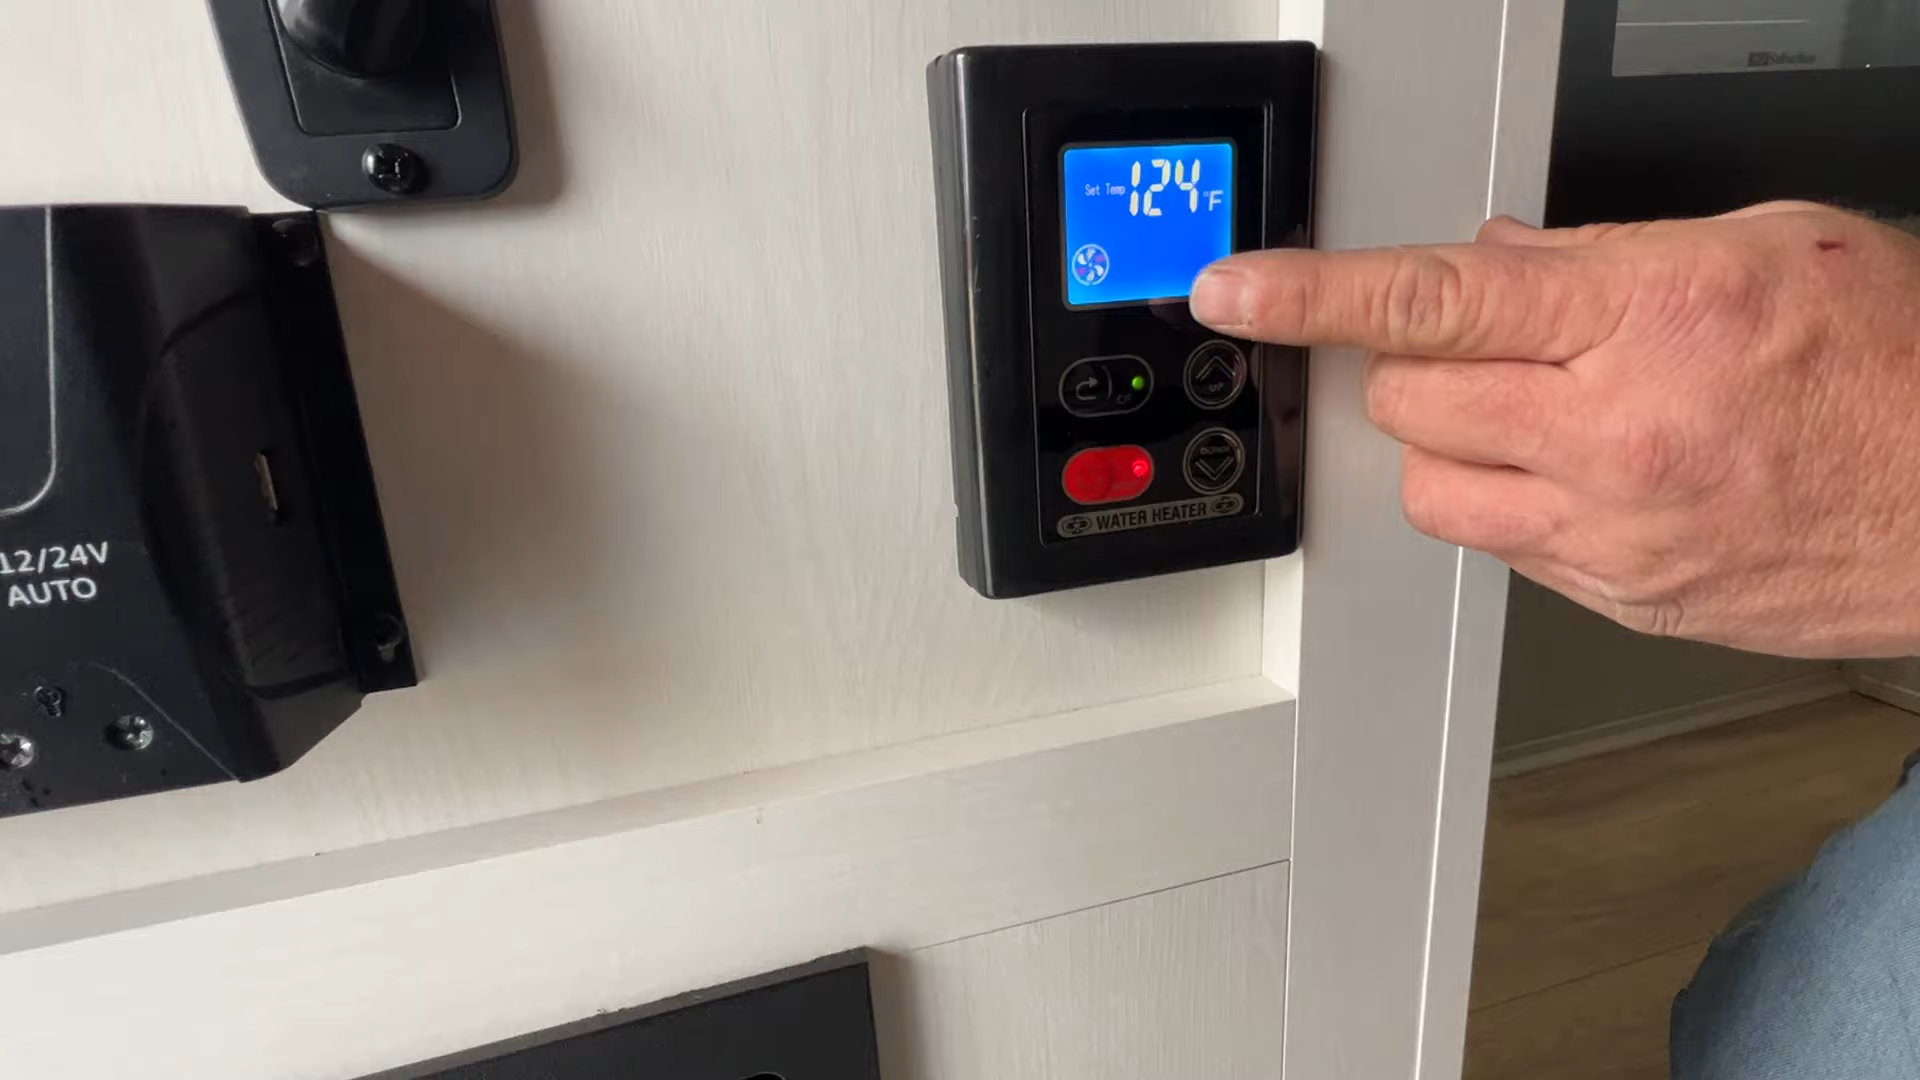 Set Temp 124 °F
UP
DOWN
WATER HEATER
12/24V
AUTO